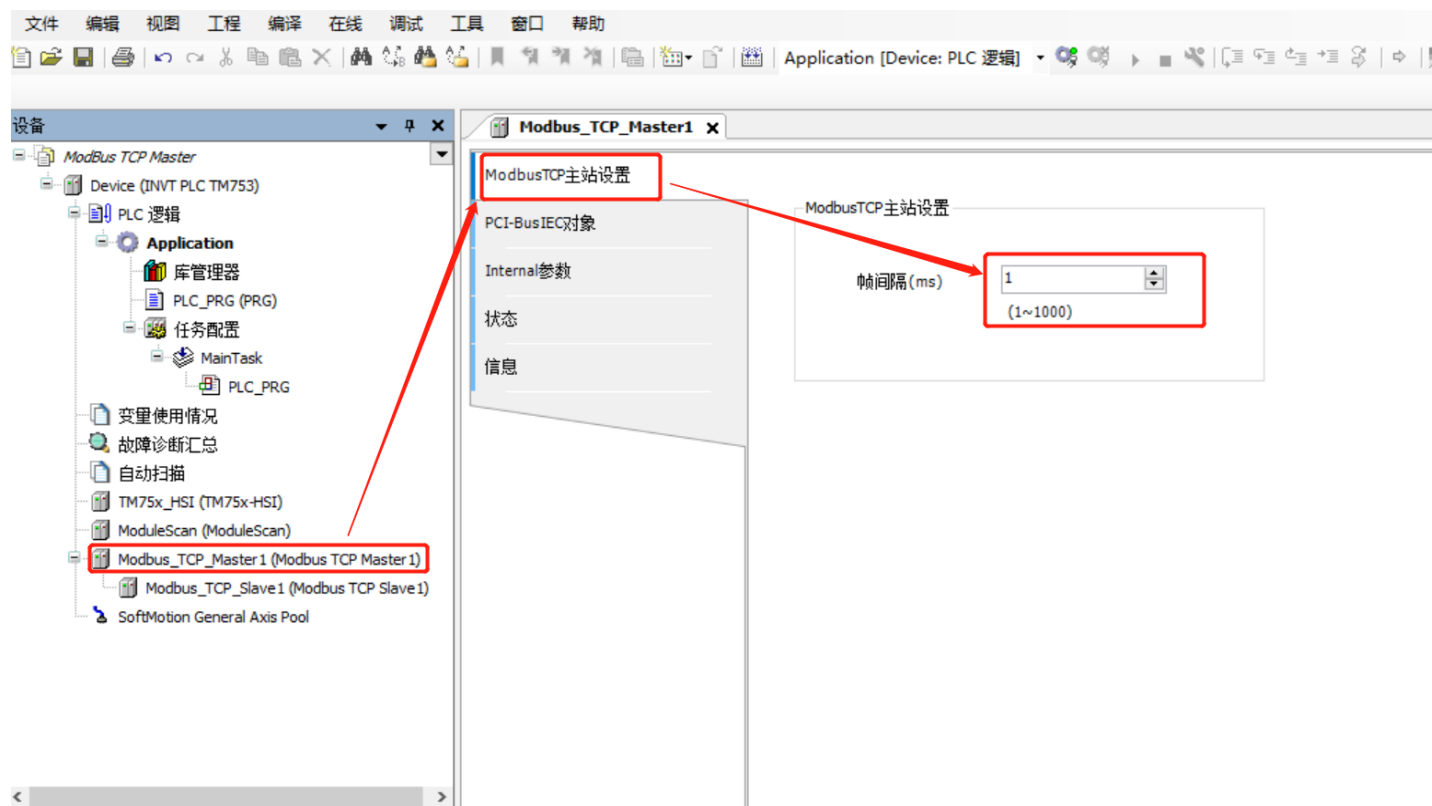 文件 编辑 视图 工程 编译 在线 调试 工具 窗口 帮助
Application [Device: PLC 逻辑]
设备
ModBus TCP Master
Device (INVT PLC TM753)
PLC 逻辑
Application
库管理器
PLC_PRG (PRG)
任务配置
MainTask
PLC_PRG
变量使用情况
故障诊断汇总
自动扫描
TM75x_HSI (TM75x-HSI)
ModuleScan (ModuleScan)
Modbus_TCP_Master1 (Modbus TCP Master1)
Modbus_TCP_Slave1 (Modbus TCP Slave1)
SoftMotion General Axis Pool
Modbus_TCP_Master1
ModbusTCP主站设置
PCI-BusIEC对象
Internal参数
状态
信息
ModbusTCP主站设置
帧间隔(ms)
1
(1~1000)